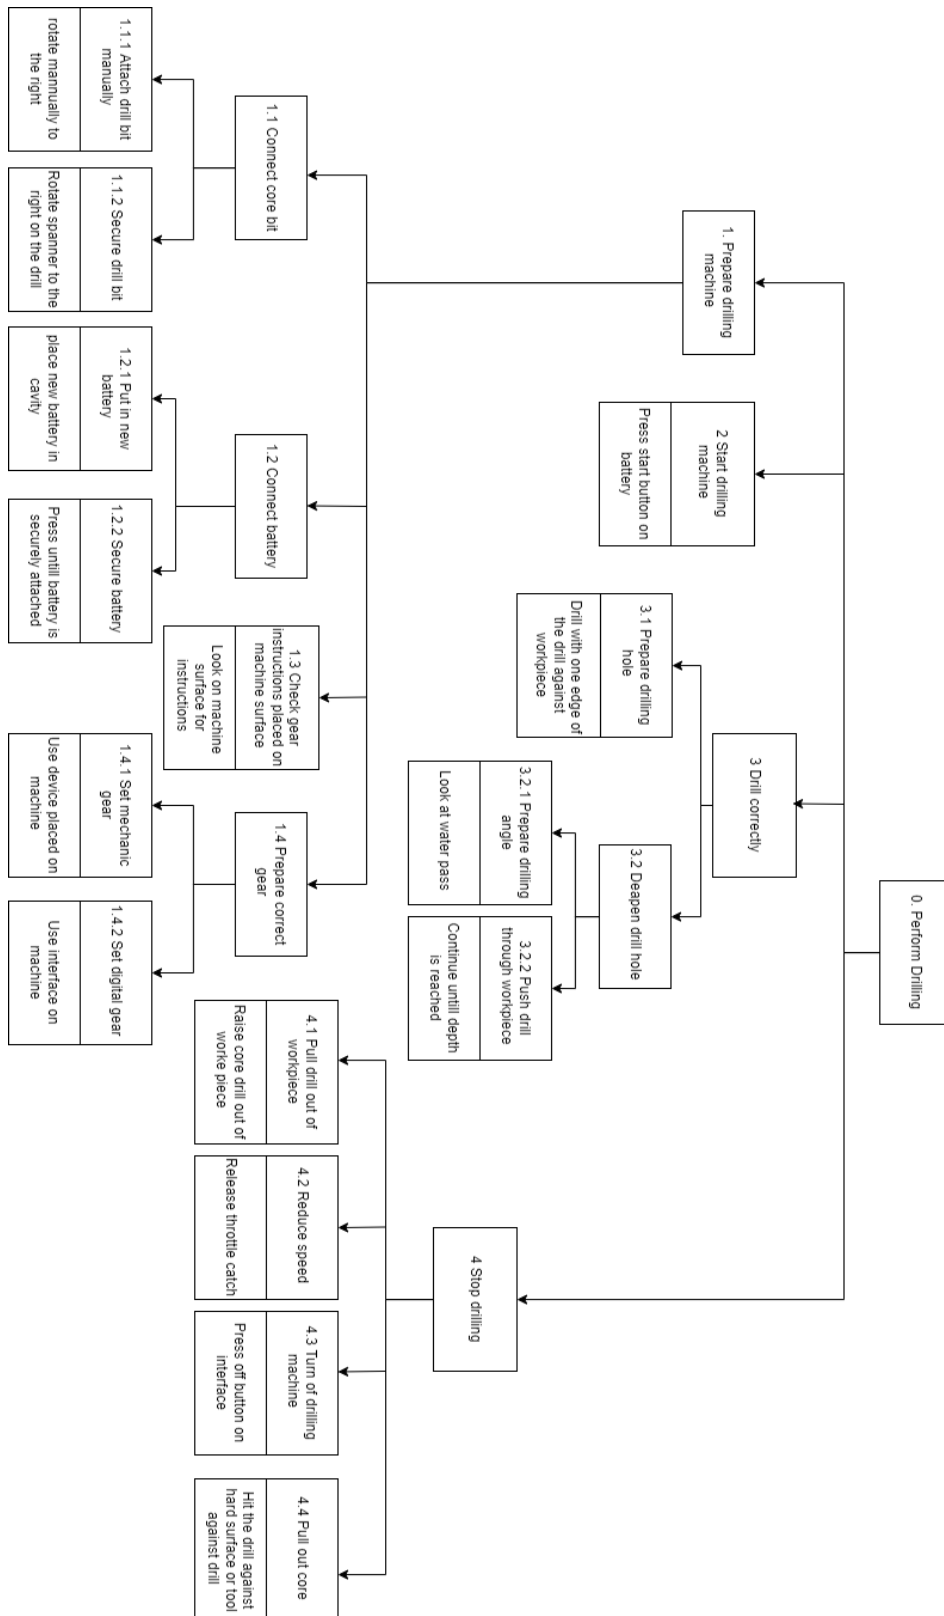 0. Perform Drilling
1. Prepare drilling
machine
2 Start drilling
machine
Press start button on
battery
3 Drill correctly
3.1 Prepare drilling
hole
Drill with one edge of
the drill against
workpiece
3.2 Deapen drill hole
3.2.1 Prepare drilling
angle
Look at water pass
3.2.2 Push drill
through workpiece
Continue untill depth
is reached
4 Stop drilling
1.1 Connect core bit
1.2 Connect battery
1.3 Check gear
instructions placed on
machine surface
Look on machine
surface for
instructions
1.4 Prepare correct
gear
4.1 Pull drill out of
workpiece
Raise core drill out of
worke piece
4.2 Reduce speed
Release throttle catch
4.3 Turn of drilling
machine
Press off button on
interface
4.4 Pull out core
Hit the drill against
hard surface or tool
against drill
1.1.1 Attach drill bit
manually
rotate mannually to
the right
1.1.2 Secure drill bit
Rotate spanner to the
right on the drill
1.2.1 Put in new
battery
place new battery in
cavity
1.2.2 Secure battery
Press untill battery is
securely attached
1.4.1 Set mechanic
gear
Use device placed on
machine
1.4.2 Set digital gear
Use interface on
machine